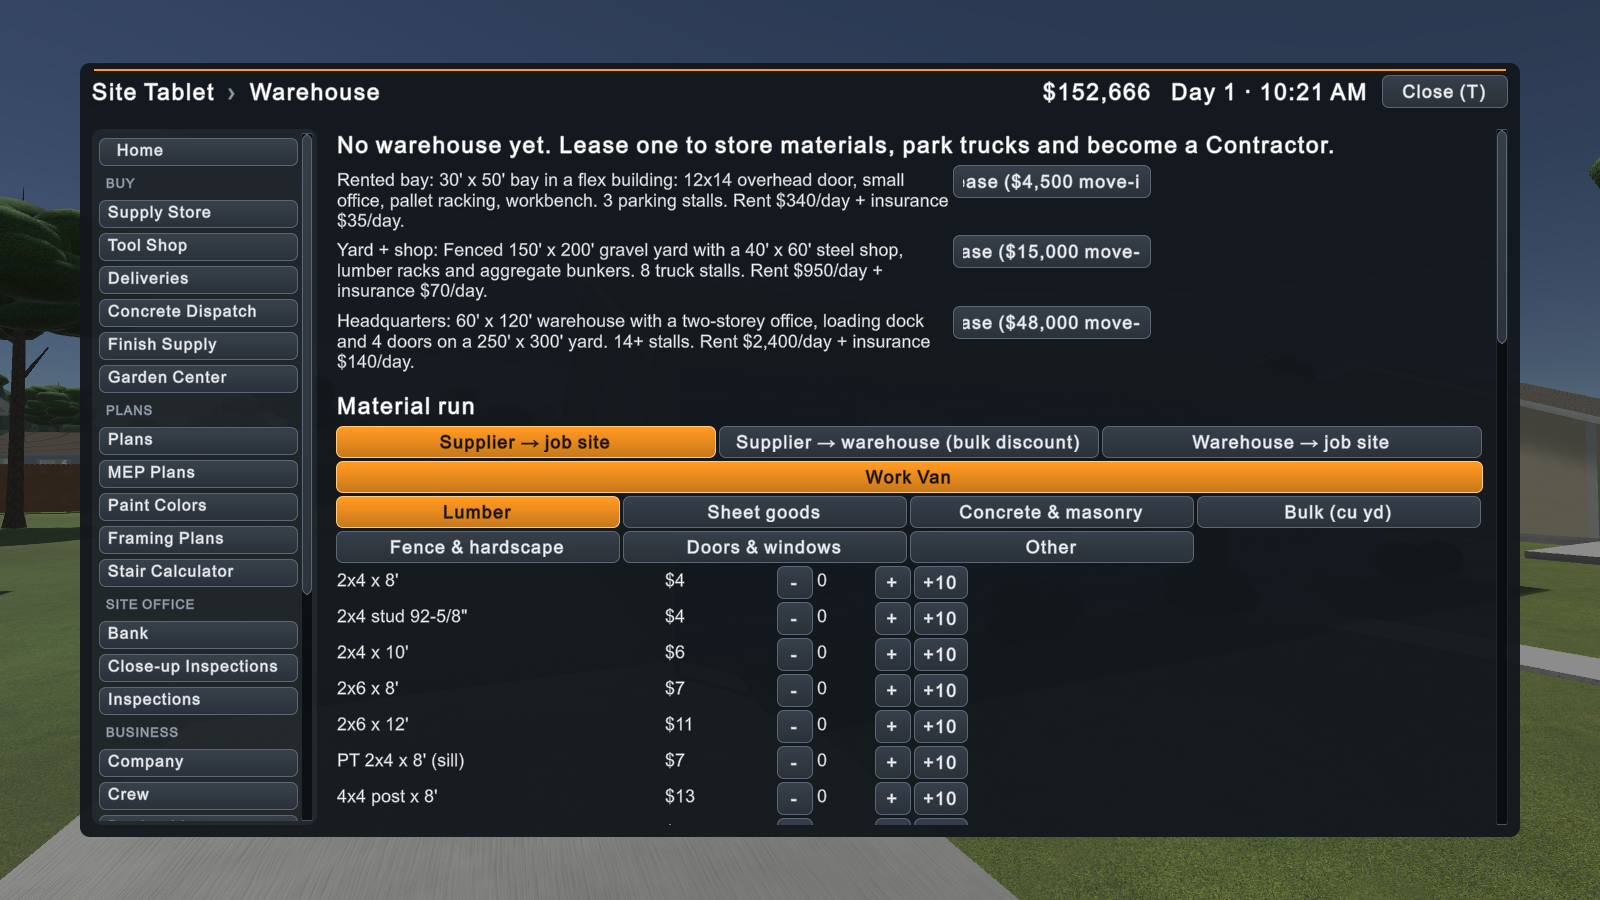 Site Tablet › Warehouse
$152,666 Day 1 · 10:21 AM Close (T)
Home
BUY
Supply Store
Tool Shop
Deliveries
Concrete Dispatch
Finish Supply
Garden Center
PLANS
Plans
MEP Plans
Paint Colors
Framing Plans
Stair Calculator
SITE OFFICE
Bank
Close-up Inspections
Inspections
BUSINESS
Company
Crew
No warehouse yet. Lease one to store materials, park trucks and become a Contractor.
Rented bay: 30' x 50' bay in a flex building: 12x14 overhead door, small
office, pallet racking, workbench. 3 parking stalls. Rent $340/day + insurance
$35/day.
ease ($4,500 move-i
Yard + shop: Fenced 150' x 200' gravel yard with a 40' x 60' steel shop,
lumber racks and aggregate bunkers. 8 truck stalls. Rent $950/day +
insurance $70/day.
ase ($15,000 move-
Headquarters: 60' x 120' warehouse with a two-storey office, loading dock
and 4 doors on a 250' x 300' yard. 14+ stalls. Rent $2,400/day + insurance
$140/day.
ase ($48,000 move-
Material run
Supplier → job site Supplier → warehouse (bulk discount) Warehouse → job site
Work Van
Lumber Sheet goods Concrete & masonry Bulk (cu yd)
Fence & hardscape Doors & windows Other
2x4 x 8' $4 - 0 + +10
2x4 stud 92-5/8" $4 - 0 + +10
2x4 x 10' $6 - 0 + +10
2x6 x 8' $7 - 0 + +10
2x6 x 12' $11 - 0 + +10
PT 2x4 x 8' (sill) $7 - 0 + +10
4x4 post x 8' $13 - 0 + +10